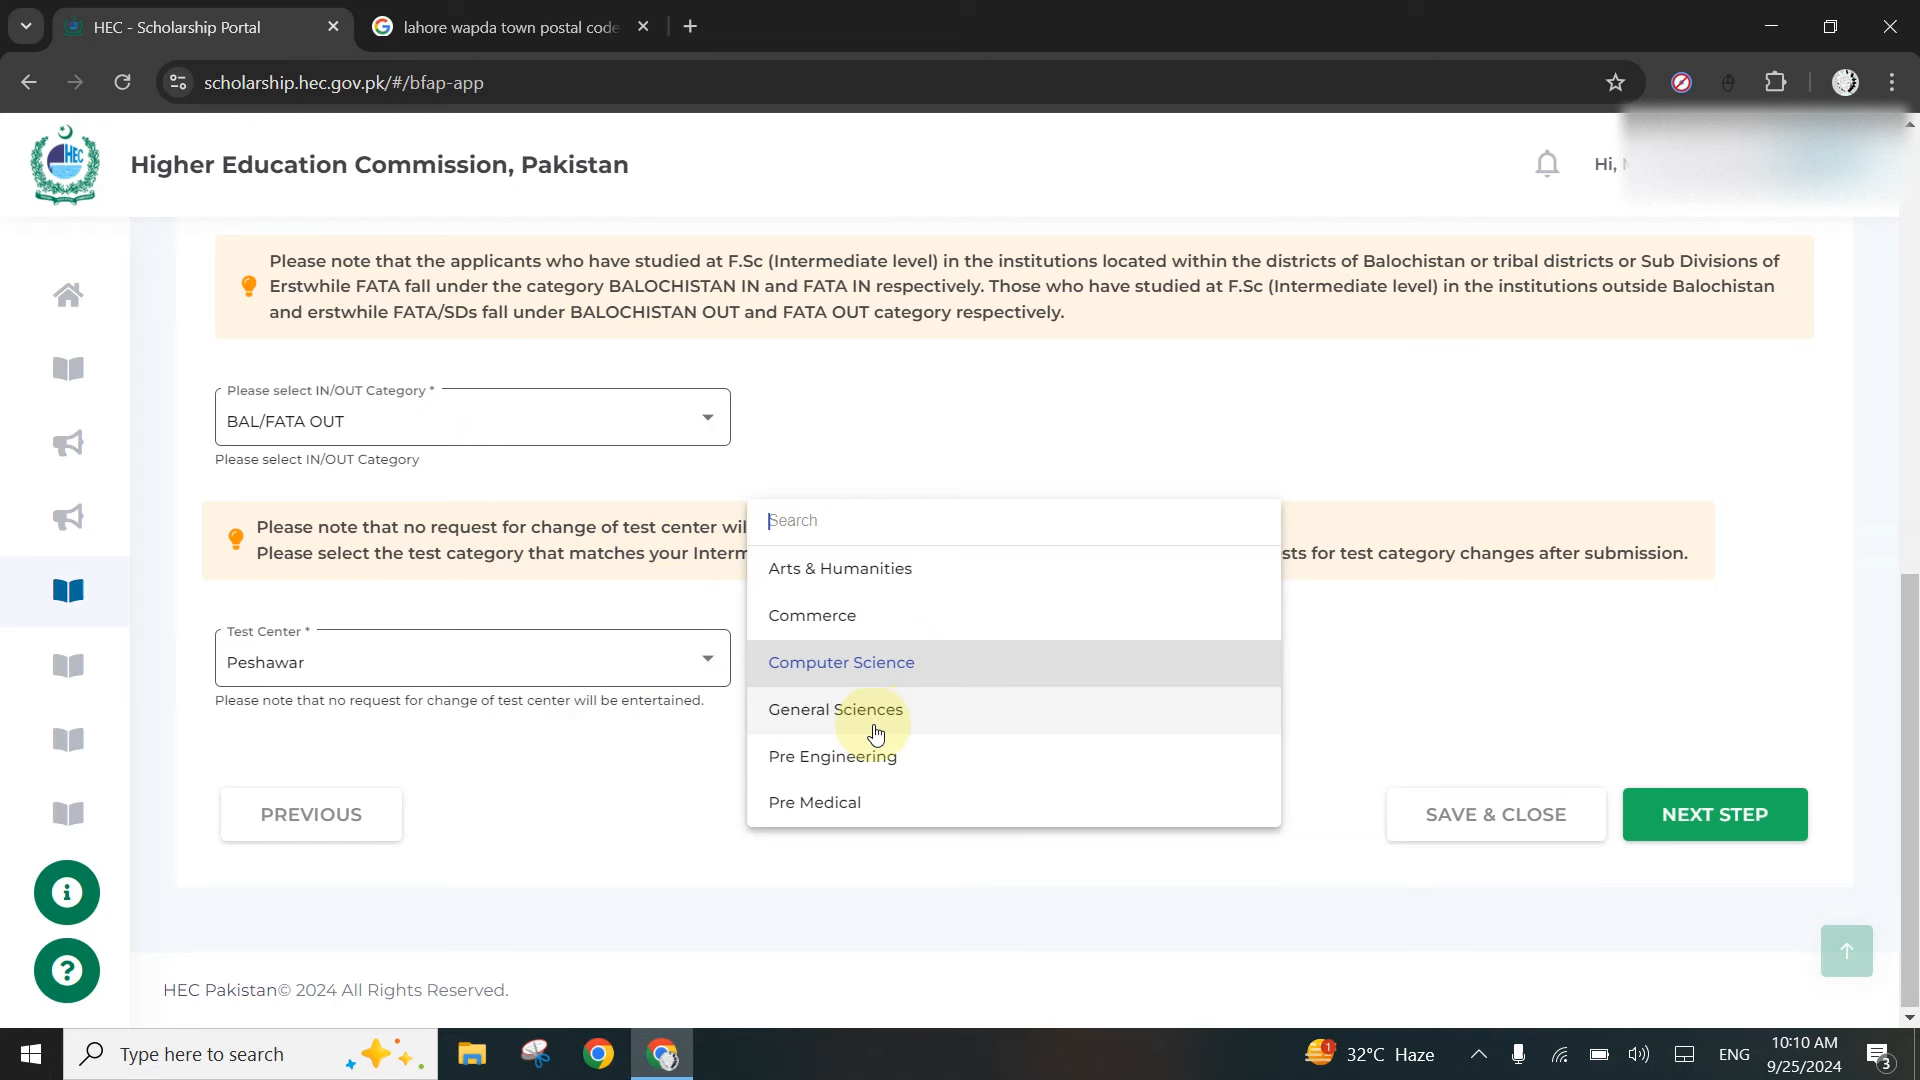 HEC - Scholarship Portal
lahore wapda town postal code
scholarship.hec.gov.pk/#/bfap-app
HEC
Higher Education Commission, Pakistan
Hi,
Please note that the applicants who have studied at F.Sc (Intermediate level) in the institutions located within the districts of Balochistan or tribal districts or Sub Divisions of
Erstwhile FATA fall under the category BALOCHISTAN IN and FATA IN respectively. Those who have studied at F.Sc (Intermediate level) in the institutions outside Balochistan
and erstwhile FATA/SDs fall under BALOCHISTAN OUT and FATA OUT category respectively.
Please select IN/OUT Category *
BAL/FATA OUT
Please select IN/OUT Category
Please note that no request for change of test center wil
Please select the test category that matches your Interm
sts for test category changes after submission.
Search
Arts & Humanities
Commerce
Computer Science
General Sciences
Pre Engineering
Pre Medical
Test Center *
Peshawar
Please note that no request for change of test center will be entertained.
PREVIOUS
SAVE & CLOSE
NEXT STEP
HEC Pakistan© 2024 All Rights Reserved.
Type here to search
1
32°C Haze
ENG
10:10 AM
9/25/2024
3